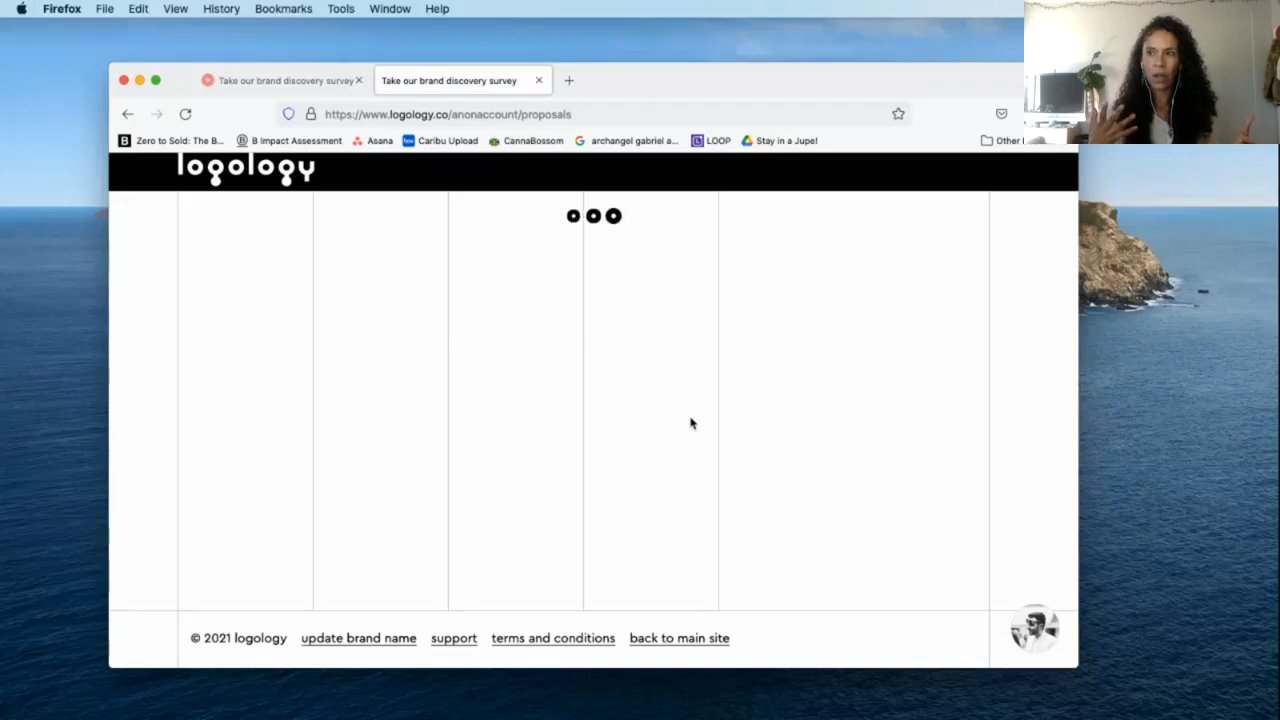 Firefox File Edit View History Bookmarks Tools Window Help
Take our brand discovery survey Take our brand discovery survey
https://www.logology.co/anonaccount/proposals
Zero to Sold: The B... B Impact Assessment Asana Caribu Upload CannaBossom archangel gabriel a... LOOP Stay in a Jupe! Other
logology
© 2021 logology update brand name support terms and conditions back to main site